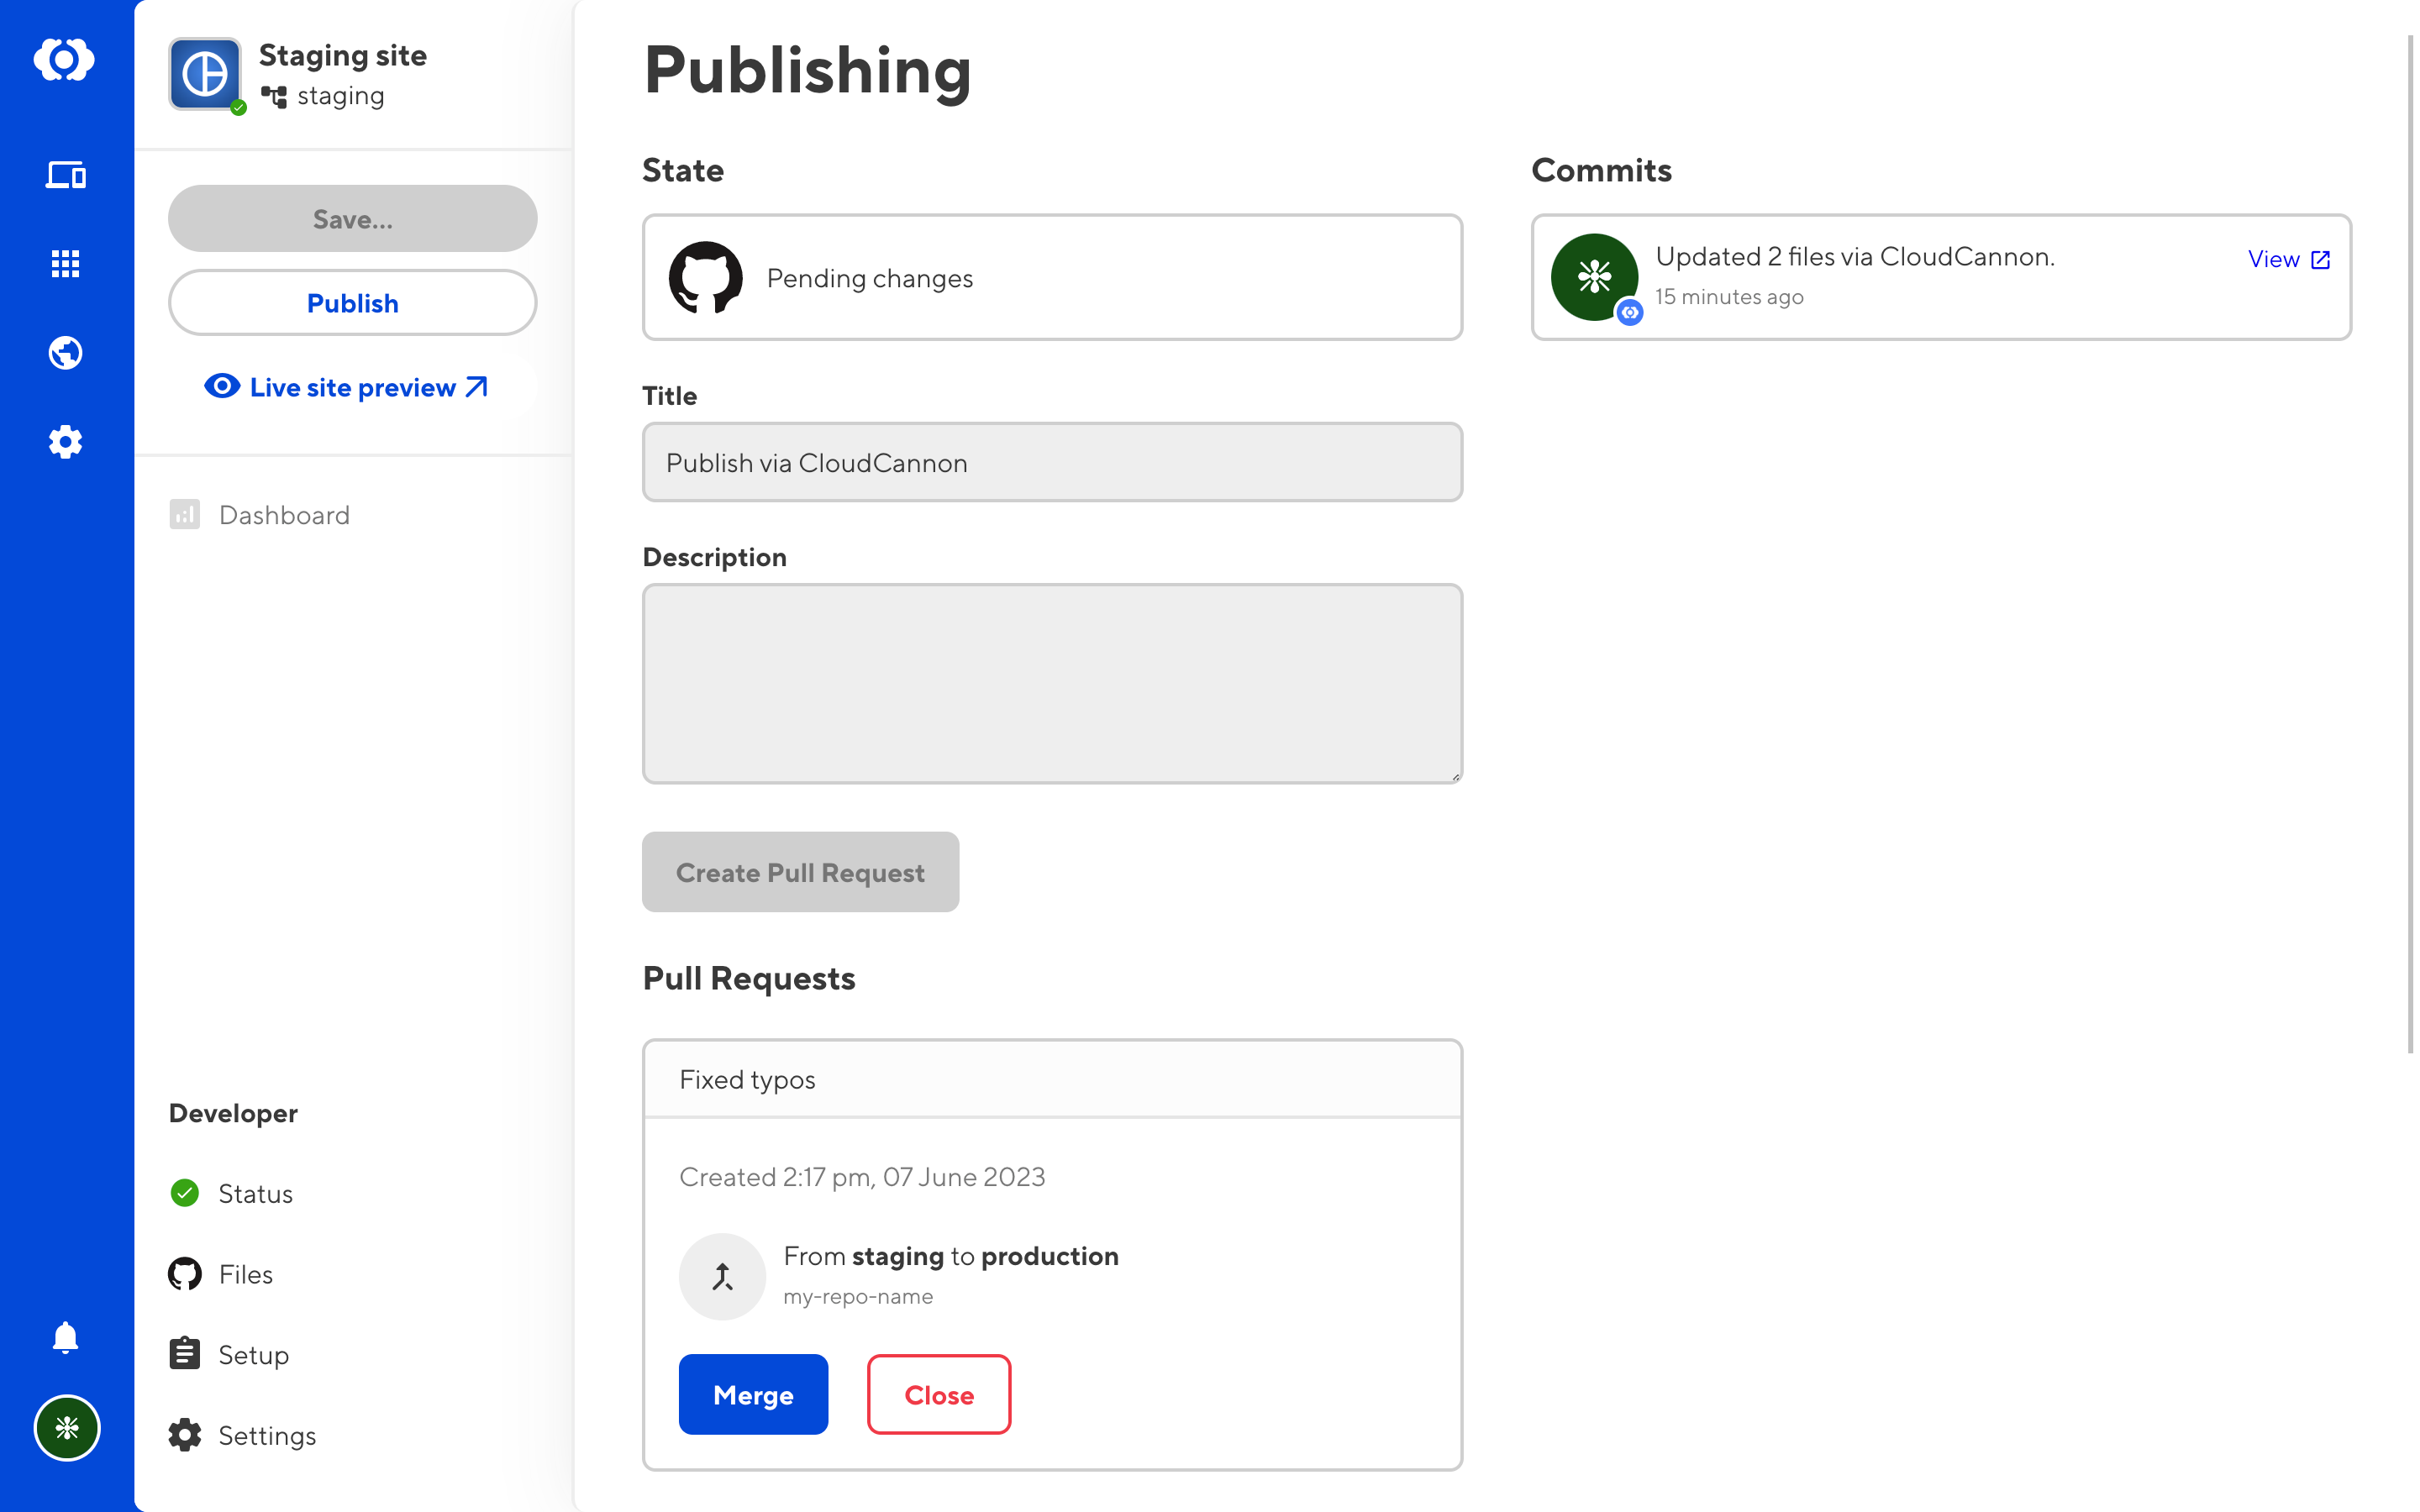 Staging site
staging
Save...
Publish
Live site preview
Dashboard
Developer
Status
Files
Setup
Settings
Publishing
State
Pending changes
Title
Publish via CloudCannon
Description
Create Pull Request
Pull Requests
Fixed typos
Created 2:17 pm, 07 June 2023
From staging to production
my-repo-name
Merge
Close
Commits
Updated 2 files via CloudCannon.
View
15 minutes ago